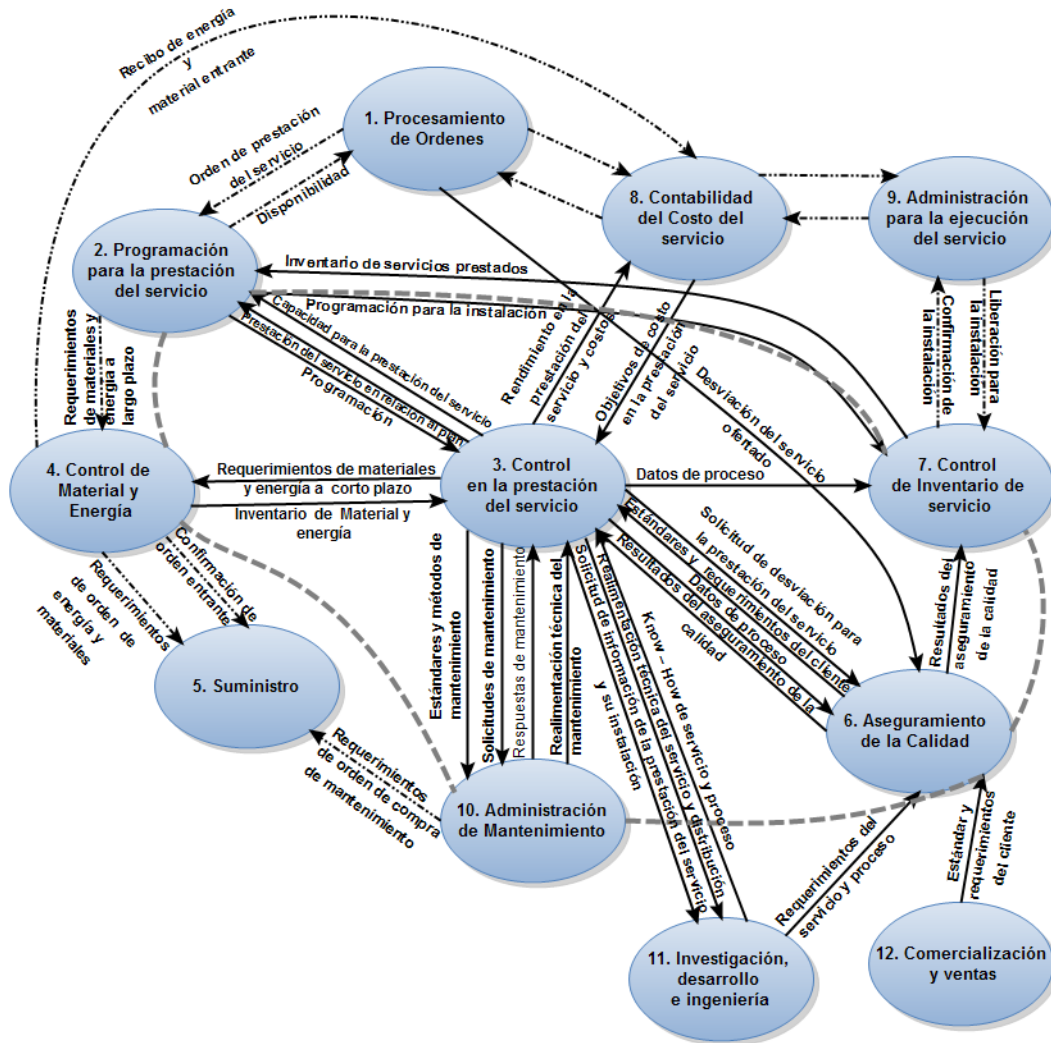 Recibo de energía
y
material entrante
1. Procesamiento
de Ordenes
Orden de prestación
del servicio
Disponibilidad
8. Contabilidad
del Costo del
servicio
9. Administración
para la ejecución
del servicio
2. Programación
para la prestación
del servicio
Inventario de servicios prestados
Programación para la instalación
Capacidad para la prestación del servicio
Prestación del servicio en relación al plan
Programación
Requerimientos
de materiales y
energía a
largo plazo
Rendimiento en la
prestación del
servicio y costos
Objetivos de costo
en la prestación
del servicio
Desviación del servicio
ofertado
Confirmación de
la instalación
Liberación para
la instalación
4. Control de
Material y
Energía
Requerimientos de materiales
y energía a corto plazo
Inventario de Material y
energía
3. Control
en la prestación
del servicio
Datos de proceso
7. Control
de Inventario de
servicio
Confirmación de
orden entrante
Requerimientos
de orden de
energía y
materiales
5. Suministro
Estándares y métodos de
mantenimiento
Solicitudes de mantenimiento
Respuestas de mantenimiento
Realimentación técnica del
mantenimiento
Solicitud de información de la prestación del servicio
y su instalación
Realimentación técnica del servicio y distribución
Know – How de servicio y proceso
Solicitud de desviación para
la prestación del servicio
Estándares y requerimientos del cliente
Datos de proceso
Resultados del aseguramiento de la
calidad
Resultados del
aseguramiento
de la calidad
6. Aseguramiento
de la Calidad
Requerimientos
de orden de compra
de mantenimiento
10. Administración
de Mantenimiento
Requerimientos del
servicio y proceso
Estándar y
requerimientos
del cliente
11. Investigación,
desarrollo
e ingeniería
12. Comercialización
y ventas